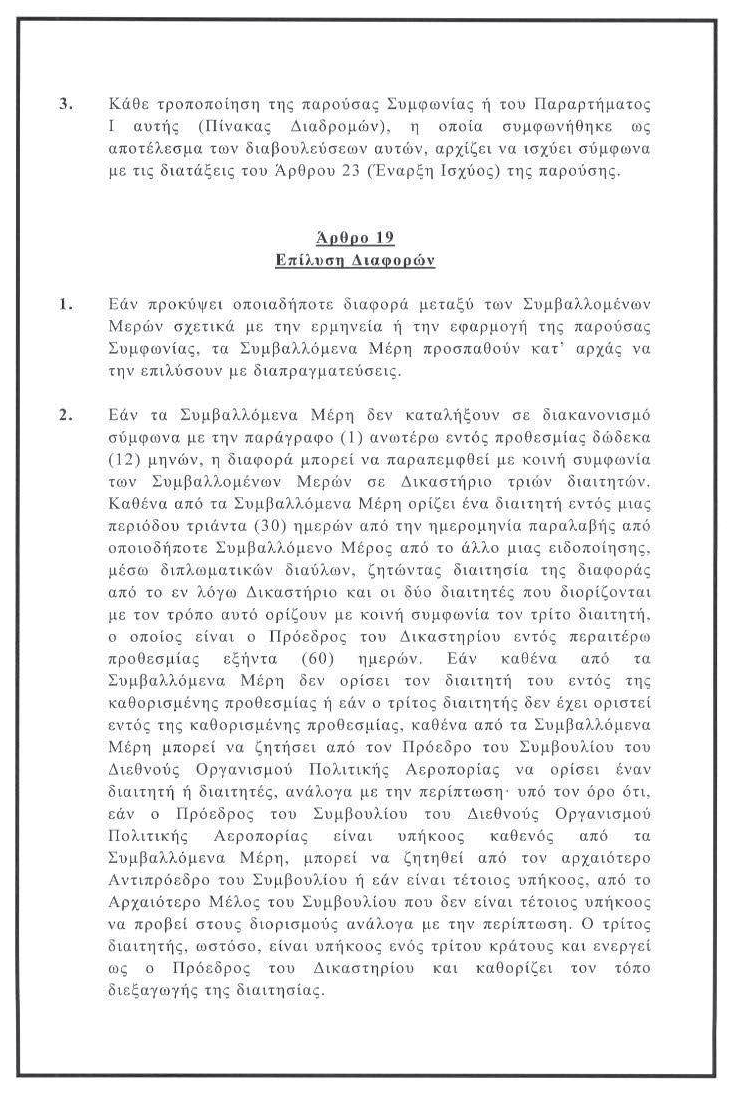 3. Κάθε τροποποίηση της παρούσας Συμφωνίας ή του Παραρτήματος
Ι αυτής (Πίνακας Διαδρομών), η οποία συμφωνήθηκε ως
αποτέλεσμα των διαβουλεύσεων αυτών, αρχίζει να ισχύει σύμφωνα
με τις διατάξεις του Άρθρου 23 (Έναρξη Ισχύος) της παρούσης.
Άρθρο 19
Επίλυση Διαφορών
1. Εάν προκύψει οποιαδήποτε διαφορά μεταξύ των Συμβαλλομένων
Μερών σχετικά με την ερμηνεία ή την εφαρμογή της παρούσας
Συμφωνίας, τα Συμβαλλόμενα Μέρη προσπαθούν κατ’ αρχάς να
την επιλύσουν με διαπραγματεύσεις.
2. Εάν τα Συμβαλλόμενα Μέρη δεν καταλήξουν σε διακανονισμό
σύμφωνα με την παράγραφο (1) ανωτέρω εντός προθεσμίας δώδεκα
(12) μηνών, η διαφορά μπορεί να παραπεμφθεί με κοινή συμφωνία
των Συμβαλλομένων Μερών σε Δικαστήριο τριών διαιτητών.
Καθένα από τα Συμβαλλόμενα Μέρη ορίζει ένα διαιτητή εντός μιας
περιόδου τριάντα (30) ημερών από την ημερομηνία παραλαβής από
οποιοδήποτε Συμβαλλόμενο Μέρος από το άλλο μιας ειδοποίησης,
μέσω διπλωματικών διαύλων, ζητώντας διαιτησία της διαφοράς
από το εν λόγω Δικαστήριο και οι δύο διαιτητές που διορίζονται
με τον τρόπο αυτό ορίζουν με κοινή συμφωνία τον τρίτο διαιτητή,
ο οποίος είναι ο Πρόεδρος του Δικαστηρίου εντός περαιτέρω
προθεσμίας εξήντα (60) ημερών. Εάν καθένα από τα
Συμβαλλόμενα Μέρη δεν ορίσει τον διαιτητή του εντός της
καθορισμένης προθεσμίας ή εάν ο τρίτος διαιτητής δεν έχει οριστεί
εντός της καθορισμένης προθεσμίας, καθένα από τα Συμβαλλόμενα
Μέρη μπορεί να ζητήσει από τον Πρόεδρο του Συμβουλίου του
Διεθνούς Οργανισμού Πολιτικής Αεροπορίας να ορίσει έναν
διαιτητή ή διαιτητές, ανάλογα με την περίπτωση· υπό τον όρο ότι,
εάν ο Πρόεδρος του Συμβουλίου του Διεθνούς Οργανισμού
Πολιτικής Αεροπορίας είναι υπήκοος καθενός από τα
Συμβαλλόμενα Μέρη, μπορεί να ζητηθεί από τον αρχαιότερο
Αντιπρόεδρο του Συμβουλίου ή εάν είναι τέτοιος υπήκοος, από το
Αρχαιότερο Μέλος του Συμβουλίου που δεν είναι τέτοιος υπήκοος
να προβεί στους διορισμούς ανάλογα με την περίπτωση. Ο τρίτος
διαιτητής, ωστόσο, είναι υπήκοος ενός τρίτου κράτους και ενεργεί
ως ο Πρόεδρος του Δικαστηρίου και καθορίζει τον τόπο
διεξαγωγής της διαιτησίας.